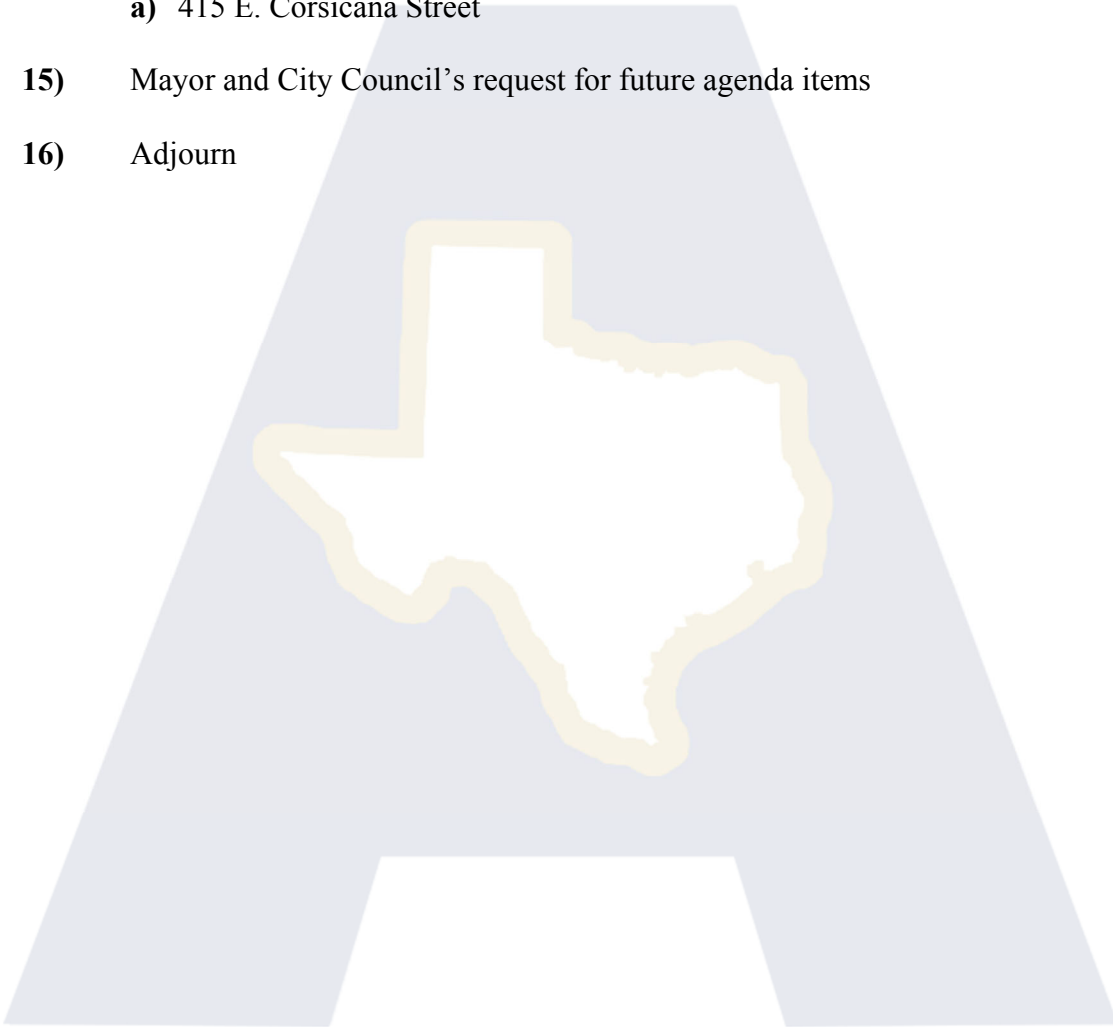 a) 415 E. Corsicana Street
15) Mayor and City Council’s request for future agenda items
16) Adjourn